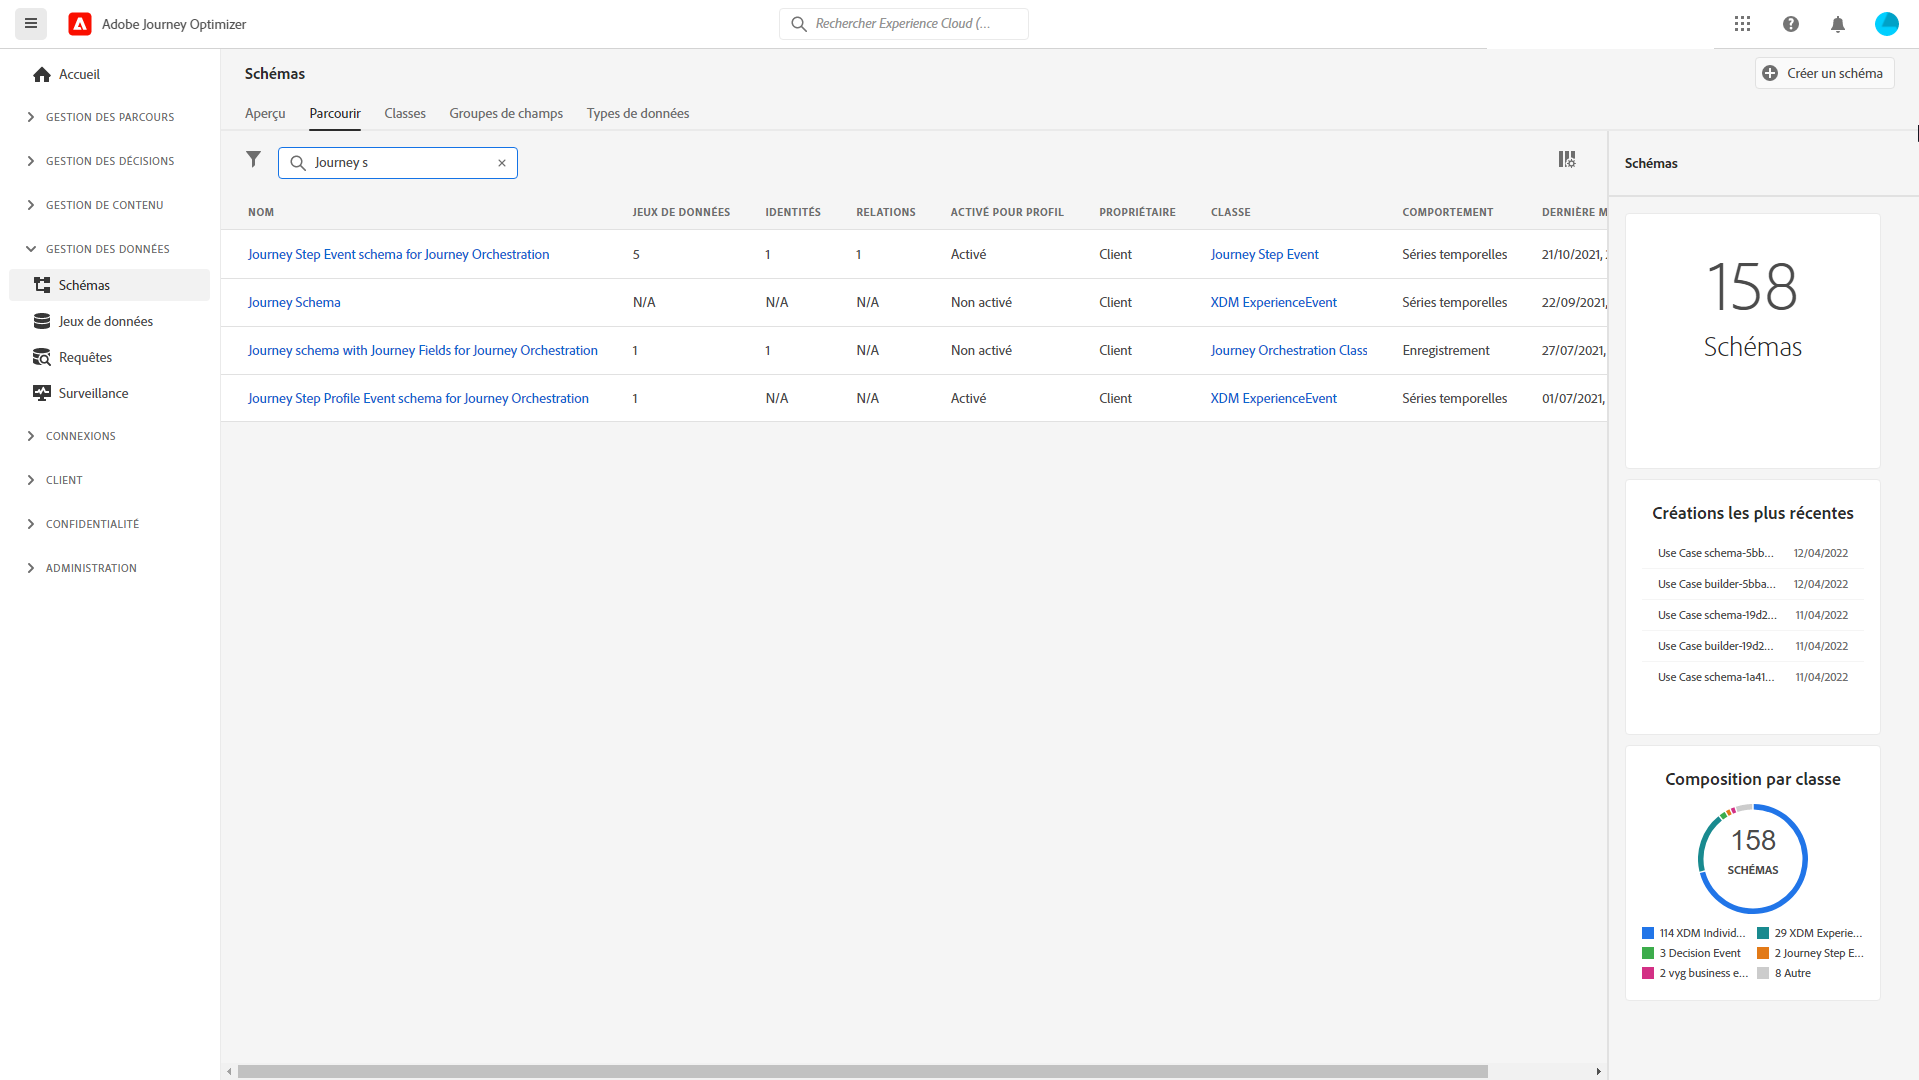 Adobe Journey Optimizer
Rechercher Experience Cloud (...
Accueil
GESTION DES PARCOURS
GESTION DES DÉCISIONS
GESTION DE CONTENU
GESTION DES DONNÉES
Schémas
Jeux de données
Requêtes
Surveillance
CONNEXIONS
CLIENT
CONFIDENTIALITÉ
ADMINISTRATION
Schémas
Créer un schéma
Aperçu Parcourir Classes Groupes de champs Types de données
Journey s
NOM JEUX DE DONNÉES IDENTITÉS RELATIONS ACTIVÉ POUR PROFIL PROPRIÉTAIRE CLASSE COMPORTEMENT DERNIÈRE M
Journey Step Event schema for Journey Orchestration 5 1 1 Activé Client Journey Step Event Séries temporelles 21/10/2021,
Journey Schema N/A N/A N/A Non activé Client XDM ExperienceEvent Séries temporelles 22/09/2021,
Journey schema with Journey Fields for Journey Orchestration 1 1 N/A Non activé Client Journey Orchestration Class Enregistrement 27/07/2021,
Journey Step Profile Event schema for Journey Orchestration 1 N/A N/A Activé Client XDM ExperienceEvent Séries temporelles 01/07/2021,
Schémas
158
Schémas
Créations les plus récentes
Use Case schema-5bb... 12/04/2022
Use Case builder-5bba... 12/04/2022
Use Case schema-19d2... 11/04/2022
Use Case builder-19d2... 11/04/2022
Use Case schema-1a41... 11/04/2022
Composition par classe
158
SCHÉMAS
114 XDM Individ... 29 XDM Experie...
3 Decision Event 2 Journey Step E...
2 vyg business e... 8 Autre